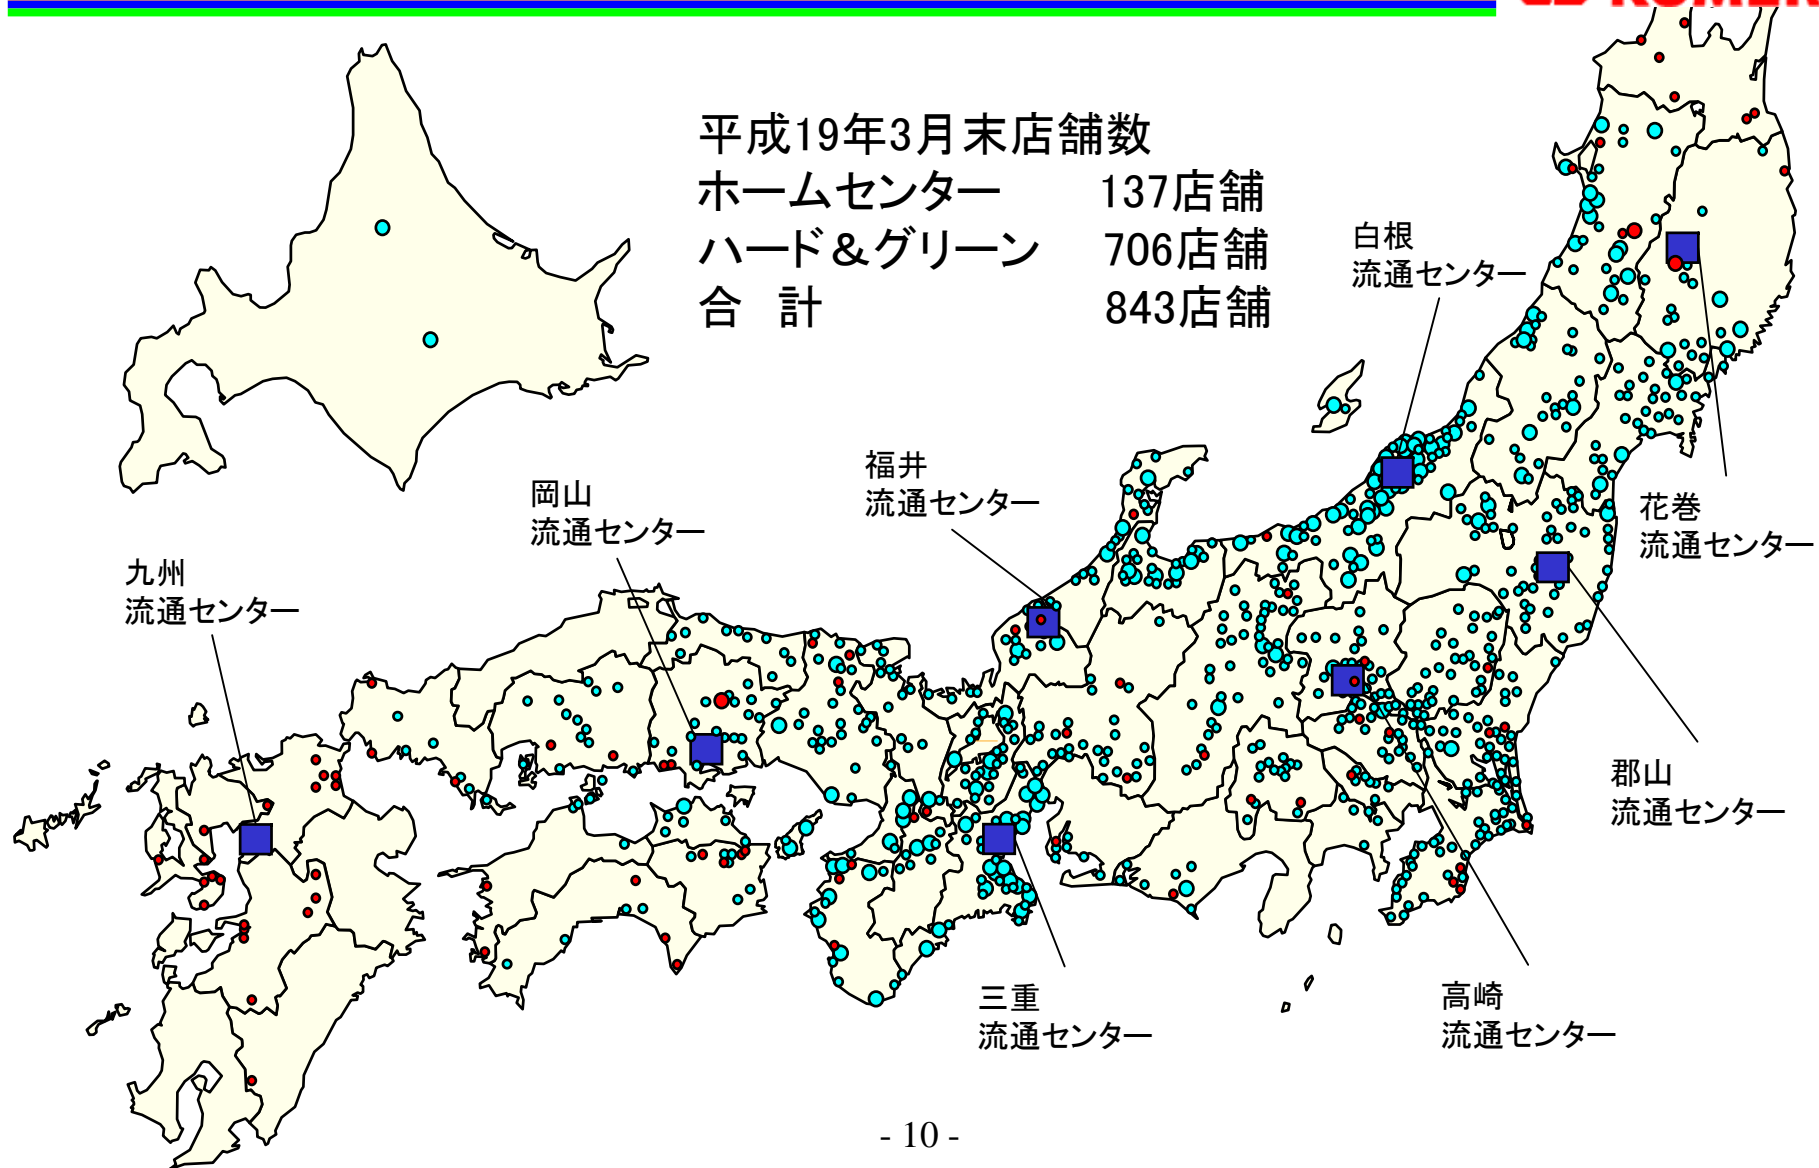 平成19年3月末店舗数
ホームセンター 137店舗
ハード＆グリーン 706店舗
合 計 843店舗
白根
流通センター
福井
流通センター
岡山
流通センター
九州
流通センター
花巻
流通センター
郡山
流通センター
高崎
流通センター
三重
流通センター
- 10 -